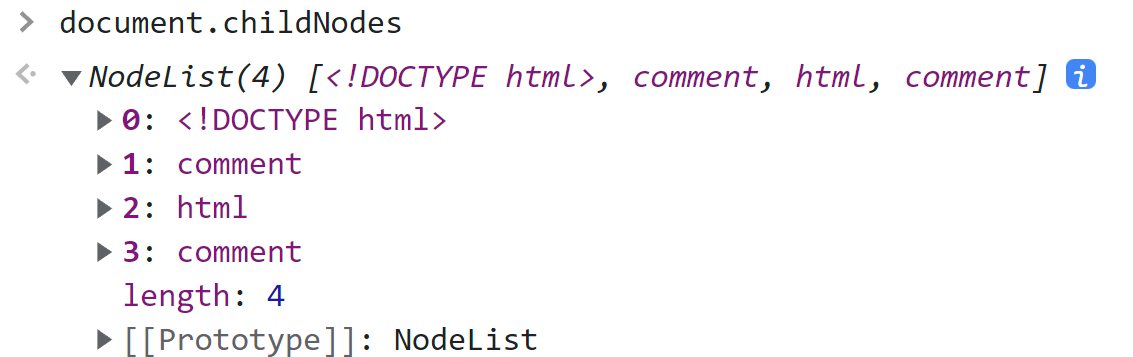 > document.childNodes
<· ▼ NodeList(4) [<!DOCTYPE html>, comment, html, comment] i
▶ 0: <!DOCTYPE html>
▶ 1: comment
▶ 2: html
▶ 3: comment
length: 4
▶ [[Prototype]]: NodeList